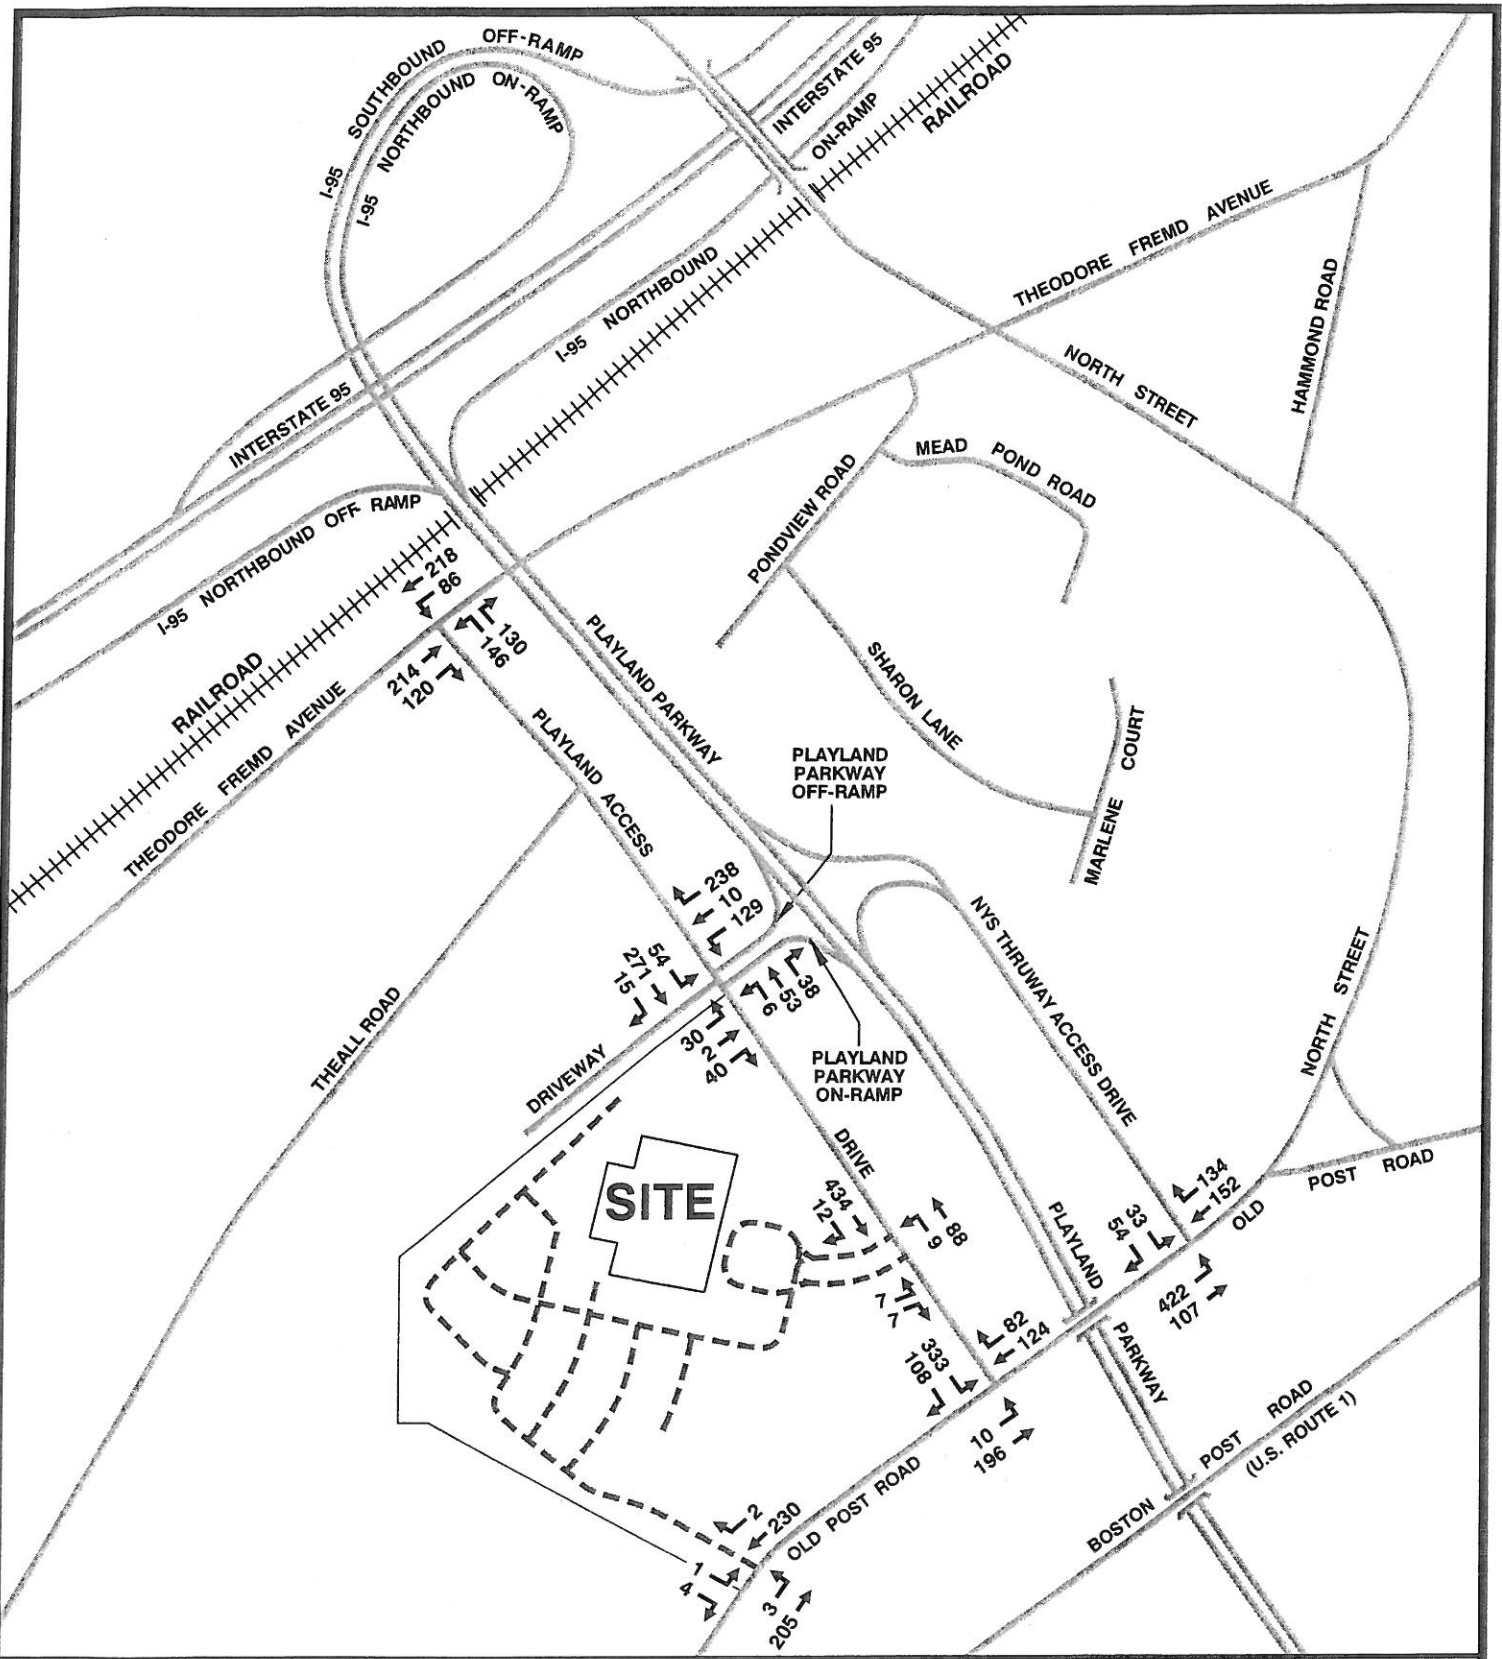 OFF-RAMP
SOUTHBOUND
I-95
NORTHBOUND ON-RAMP
I-95
INTERSTATE 95
ON-RAMP
RAILROAD
THEODORE FREMD AVENUE
HAMMOND ROAD
I-95 NORTHBOUND
NORTH STREET
INTERSTATE 95
MEAD POND ROAD
PONDVIEW ROAD
I-95 NORTHBOUND OFF RAMP
218
86
130
146
214
120
RAILROAD
THEODORE FREMD AVENUE
PLAYLAND PARKWAY
SHARON LANE
MARLENE COURT
PLAYLAND ACCESS
PLAYLAND
PARKWAY
OFF-RAMP
238
10
129
54
271
15
38
53
6
30
2
40
NYS THRUWAY ACCESS DRIVE
NORTH STREET
THEALL ROAD
DRIVEWAY
PLAYLAND
PARKWAY
ON-RAMP
DRIVE
SITE
434
12
88
9
7
7
PLAYLAND
PARKWAY
134
152
33
54
422
107
OLD
POST ROAD
82
124
333
108
10
196
BOSTON POST ROAD
(U.S. ROUTE 1)
OLD POST ROAD
2
230
1
4
3
205